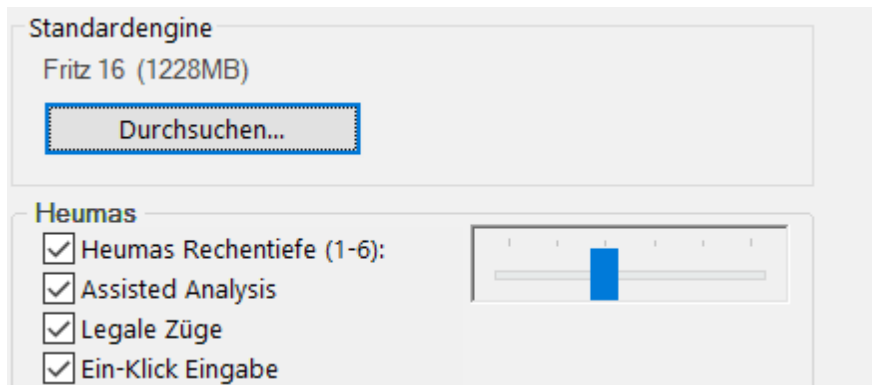 Standardengine
Fritz 16 (1228MB)
Durchsuchen...
Heumas
Heumas Rechentiefe (1-6):
Assisted Analysis
Legale Züge
Ein-Klick Eingabe